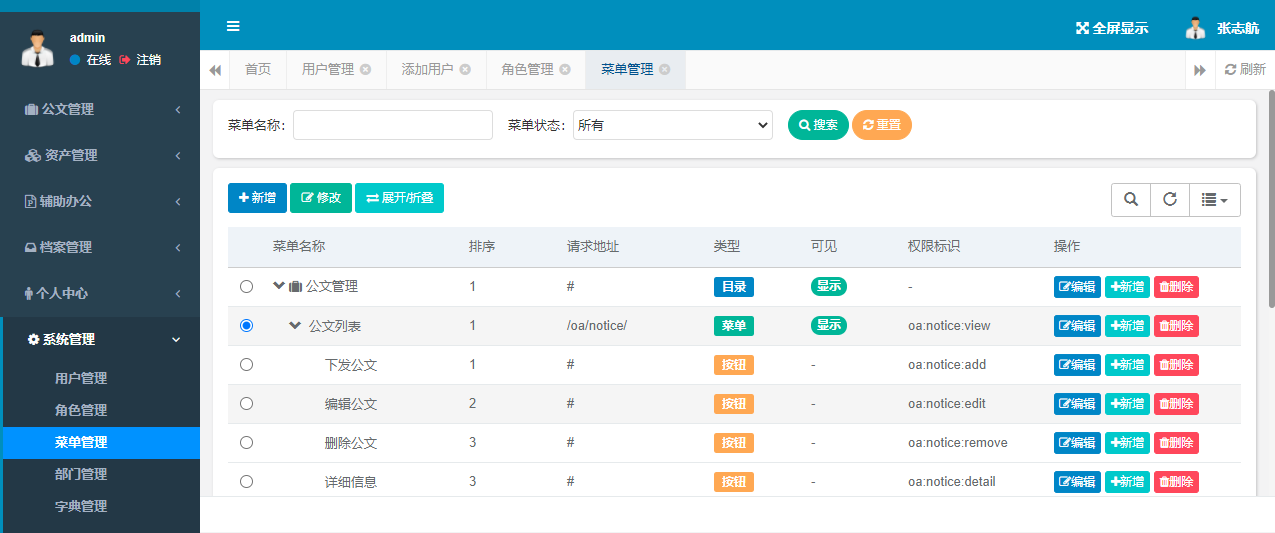 admin
在线 注销
公文管理
资产管理
辅助办公
档案管理
个人中心
系统管理
用户管理
角色管理
菜单管理
部门管理
字典管理
全屏显示 张志航
首页 用户管理 添加用户 角色管理 菜单管理 刷新
菜单名称: 菜单状态: 所有 搜索 重置
新增 修改 展开/折叠
菜单名称 排序 请求地址 类型 可见 权限标识 操作
公文管理 1 # 目录 显示 - 编辑 新增 删除
公文列表 1 /oa/notice/ 菜单 显示 oa:notice:view 编辑 新增 删除
下发公文 1 # 按钮 - oa:notice:add 编辑 新增 删除
编辑公文 2 # 按钮 - oa:notice:edit 编辑 新增 删除
删除公文 3 # 按钮 - oa:notice:remove 编辑 新增 删除
详细信息 3 # 按钮 - oa:notice:detail 编辑 新增 删除